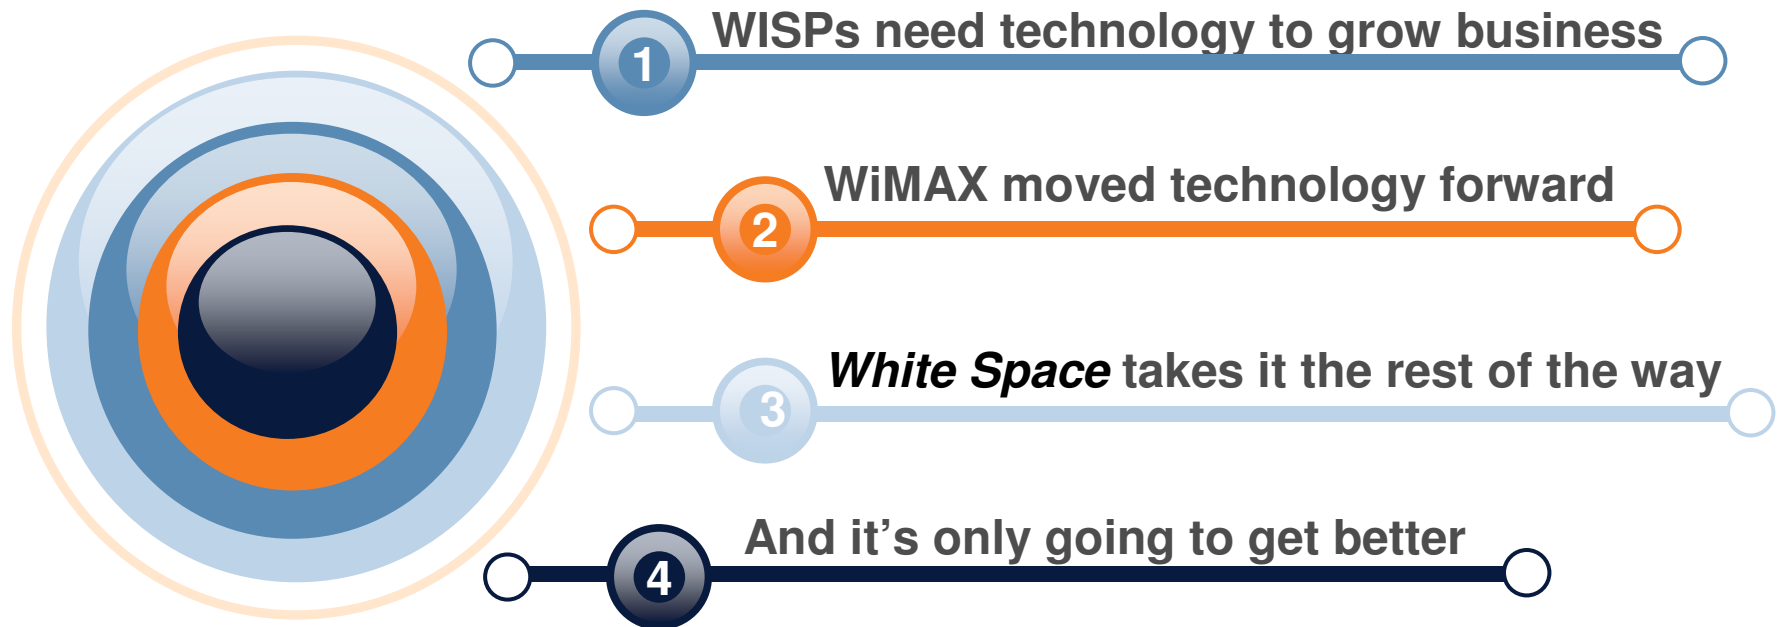 1 WISPs need technology to grow business
2 WiMAX moved technology forward
3 White Space takes it the rest of the way
4 And it’s only going to get better